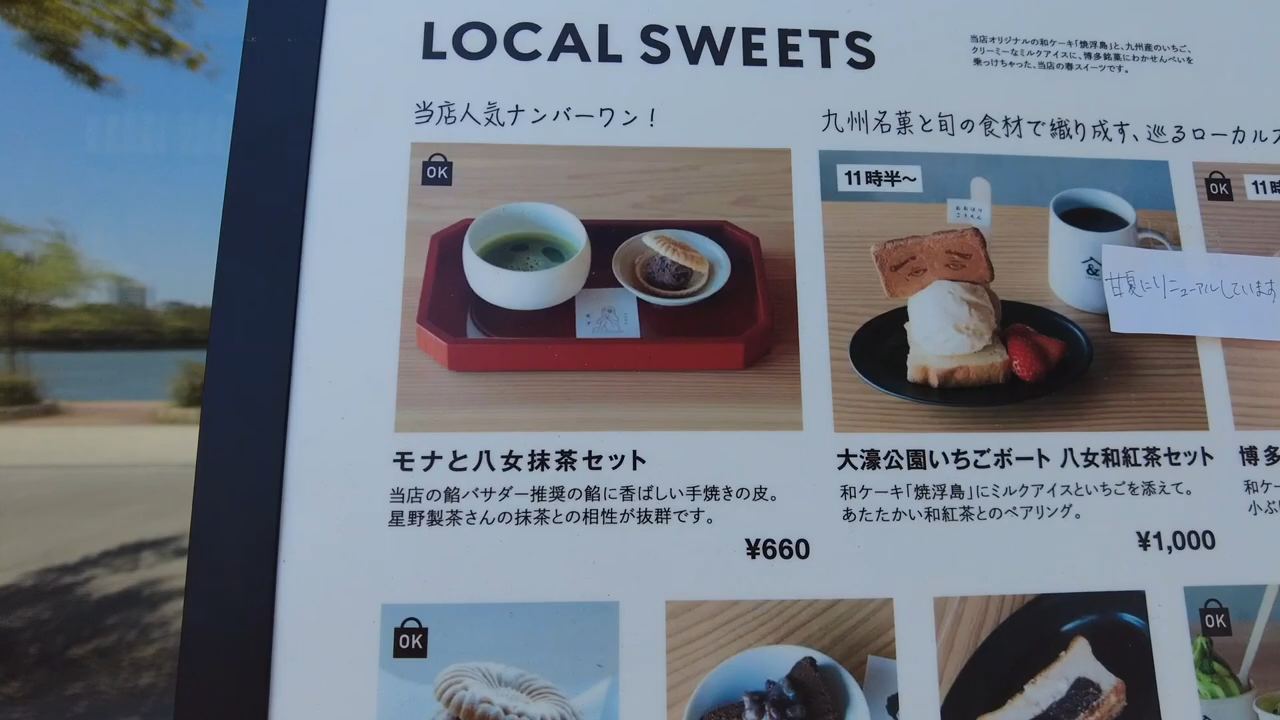 LOCAL SWEETS
当店オリジナルの和ケーキ「焼浮島」と、九州産のいちご、
クリーミーなミルクアイスに、博多銘菓にわかせんぺいを
乗っけちゃった、当店の春スイーツです。
当店人気ナンバーワン！
九州名菓と旬の食材で織り成す、巡るローカル
OK
11時半〜
OK
11時
甘夏にリニューアルしています
モナと八女抹茶セット
当店の餡バサダー推奨の餡に香ばしい手焼きの皮。
星野製茶さんの抹茶との相性が抜群です。
¥660
大濠公園いちごボート 八女和紅茶セット
和ケーキ「焼浮島」にミルクアイスといちごを添えて。
あたたかい和紅茶とのペアリング。
¥1,000
博多
和ケ
小ぶ
OK
OK